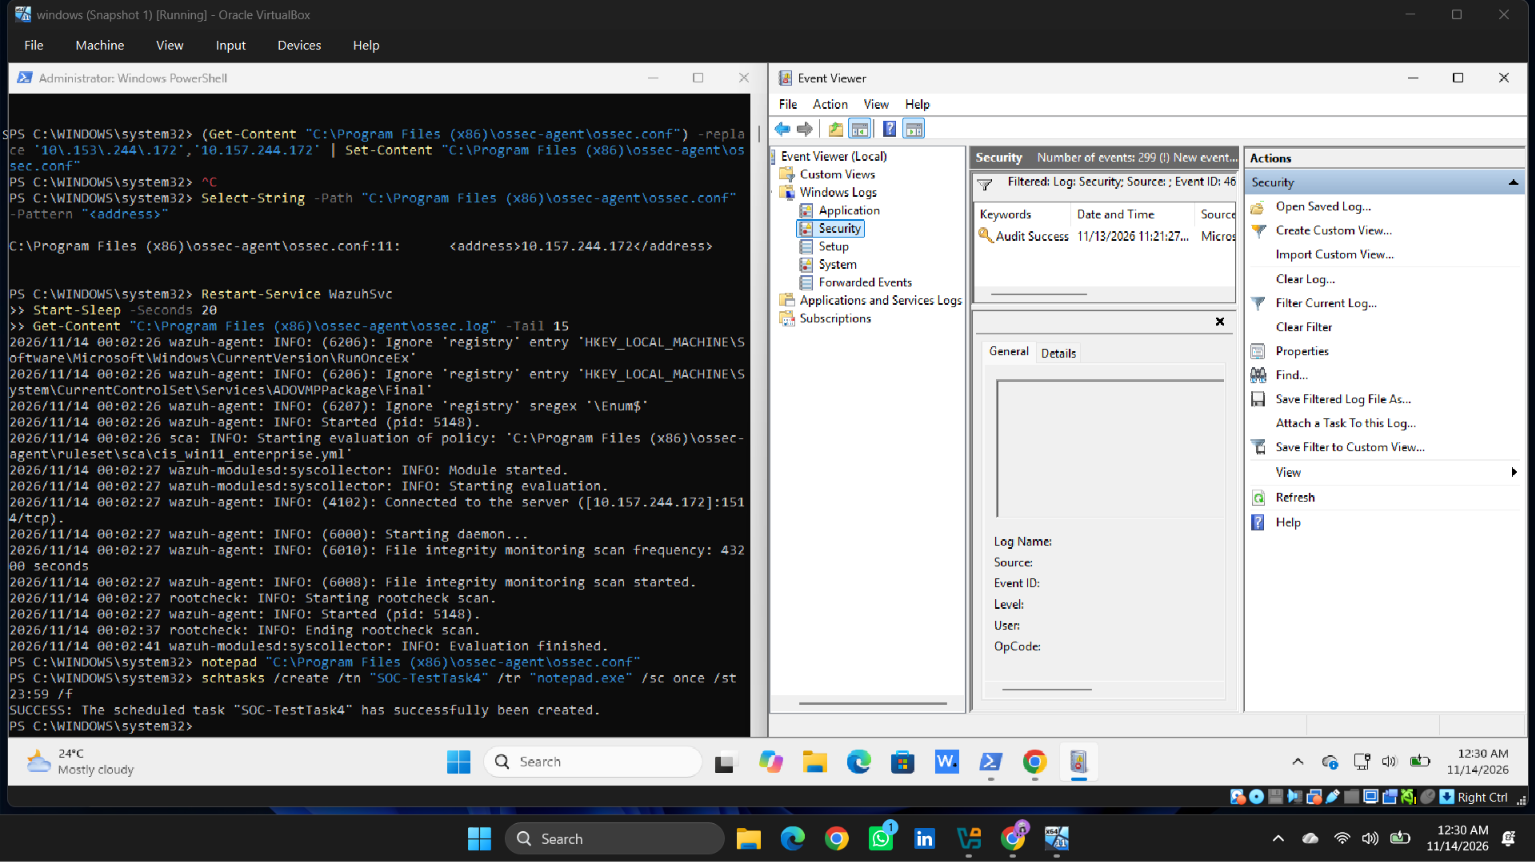 windows (Snapshot 1) [Running] - Oracle VirtualBox
File Machine View Input Devices Help
Administrator: Windows PowerShell
PS C:\WINDOWS\system32> (Get-Content "C:\Program Files (x86)\ossec-agent\ossec.conf") -repla
ce '10\.153\.244\.172','10.157.244.172' | Set-Content "C:\Program Files (x86)\ossec-agent\os
sec.conf"
PS C:\WINDOWS\system32> ^C
PS C:\WINDOWS\system32> Select-String -Path "C:\Program Files (x86)\ossec-agent\ossec.conf"
-Pattern "<address>"
C:\Program Files (x86)\ossec-agent\ossec.conf:11:      <address>10.157.244.172</address>
PS C:\WINDOWS\system32> Restart-Service WazuhSvc
>> Start-Sleep -Seconds 20
>> Get-Content "C:\Program Files (x86)\ossec-agent\ossec.log" -Tail 15
2026/11/14 00:02:26 wazuh-agent: INFO: (6206): Ignore 'registry' entry 'HKEY_LOCAL_MACHINE\S
oftware\Microsoft\Windows\CurrentVersion\RunOnceEx'
2026/11/14 00:02:26 wazuh-agent: INFO: (6206): Ignore 'registry' entry 'HKEY_LOCAL_MACHINE\S
ystem\CurrentControlSet\Services\ADOVMPPackage\Final'
2026/11/14 00:02:26 wazuh-agent: INFO: (6207): Ignore 'registry' sregex '\Enum$'
2026/11/14 00:02:26 wazuh-agent: INFO: Started (pid: 5148).
2026/11/14 00:02:26 sca: INFO: Starting evaluation of policy: 'C:\Program Files (x86)\ossec-
agent\ruleset\sca\cis_win11_enterprise.yml'
2026/11/14 00:02:27 wazuh-modulesd:syscollector: INFO: Module started.
2026/11/14 00:02:27 wazuh-modulesd:syscollector: INFO: Starting evaluation.
2026/11/14 00:02:27 wazuh-agent: INFO: (4102): Connected to the server ([10.157.244.172]:151
4/tcp).
2026/11/14 00:02:27 wazuh-agent: INFO: (6000): Starting daemon...
2026/11/14 00:02:27 wazuh-agent: INFO: (6010): File integrity monitoring scan frequency: 432
00 seconds
2026/11/14 00:02:27 wazuh-agent: INFO: (6008): File integrity monitoring scan started.
2026/11/14 00:02:27 rootcheck: INFO: Starting rootcheck scan.
2026/11/14 00:02:27 wazuh-agent: INFO: Started (pid: 5148).
2026/11/14 00:02:37 rootcheck: INFO: Ending rootcheck scan.
2026/11/14 00:02:41 wazuh-modulesd:syscollector: INFO: Evaluation finished.
PS C:\WINDOWS\system32> notepad "C:\Program Files (x86)\ossec-agent\ossec.conf"
PS C:\WINDOWS\system32> schtasks /create /tn "SOC-TestTask4" /tr "notepad.exe" /sc once /st
23:59 /f
SUCCESS: The scheduled task "SOC-TestTask4" has successfully been created.
PS C:\WINDOWS\system32>
Event Viewer
File Action View Help
Event Viewer (Local)
Custom Views
Windows Logs
Application
Security
Setup
System
Forwarded Events
Applications and Services Logs
Subscriptions
Security Number of events: 299 (!) New event...
Filtered: Log: Security; Source: ; Event ID: 46
Keywords Date and Time Source
Audit Success 11/13/2026 11:21:27... Micros
General Details
Log Name:
Source:
Event ID:
Level:
User:
OpCode:
Actions
Security
Open Saved Log...
Create Custom View...
Import Custom View...
Clear Log...
Filter Current Log...
Clear Filter
Properties
Find...
Save Filtered Log File As...
Attach a Task To this Log...
Save Filter to Custom View...
View
Refresh
Help
24°C
Mostly cloudy
Search
12:30 AM
11/14/2026
Right Ctrl
Search
1
12:30 AM
11/14/2026